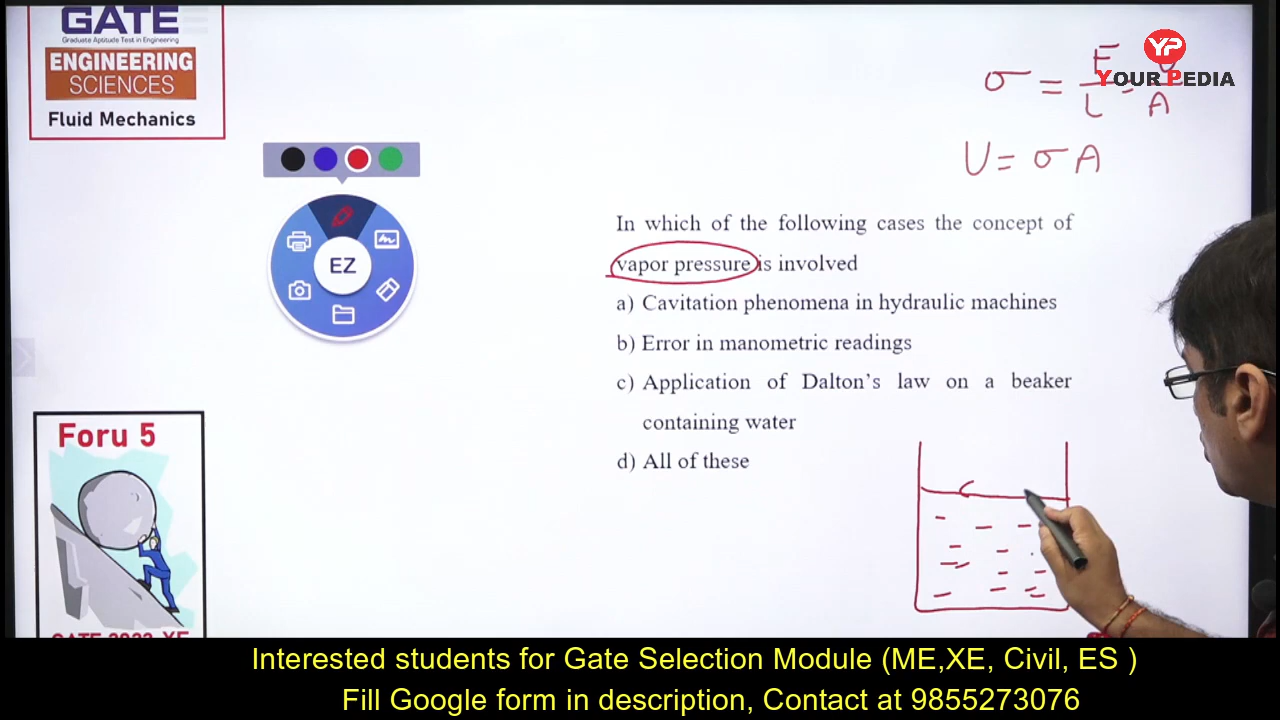 GATE
Graduate Aptitude Test in Engineering
ENGINEERING
SCIENCES
Fluid Mechanics
σ = F/L = U/A
YP
YOUR PEDIA
U = σ A
EZ
In which of the following cases the concept of
vapor pressure is involved
a) Cavitation phenomena in hydraulic machines
b) Error in manometric readings
c) Application of Dalton's law on a beaker
containing water
d) All of these
Foru 5
Interested students for Gate Selection Module (ME,XE, Civil, ES )
Fill Google form in description, Contact at 9855273076